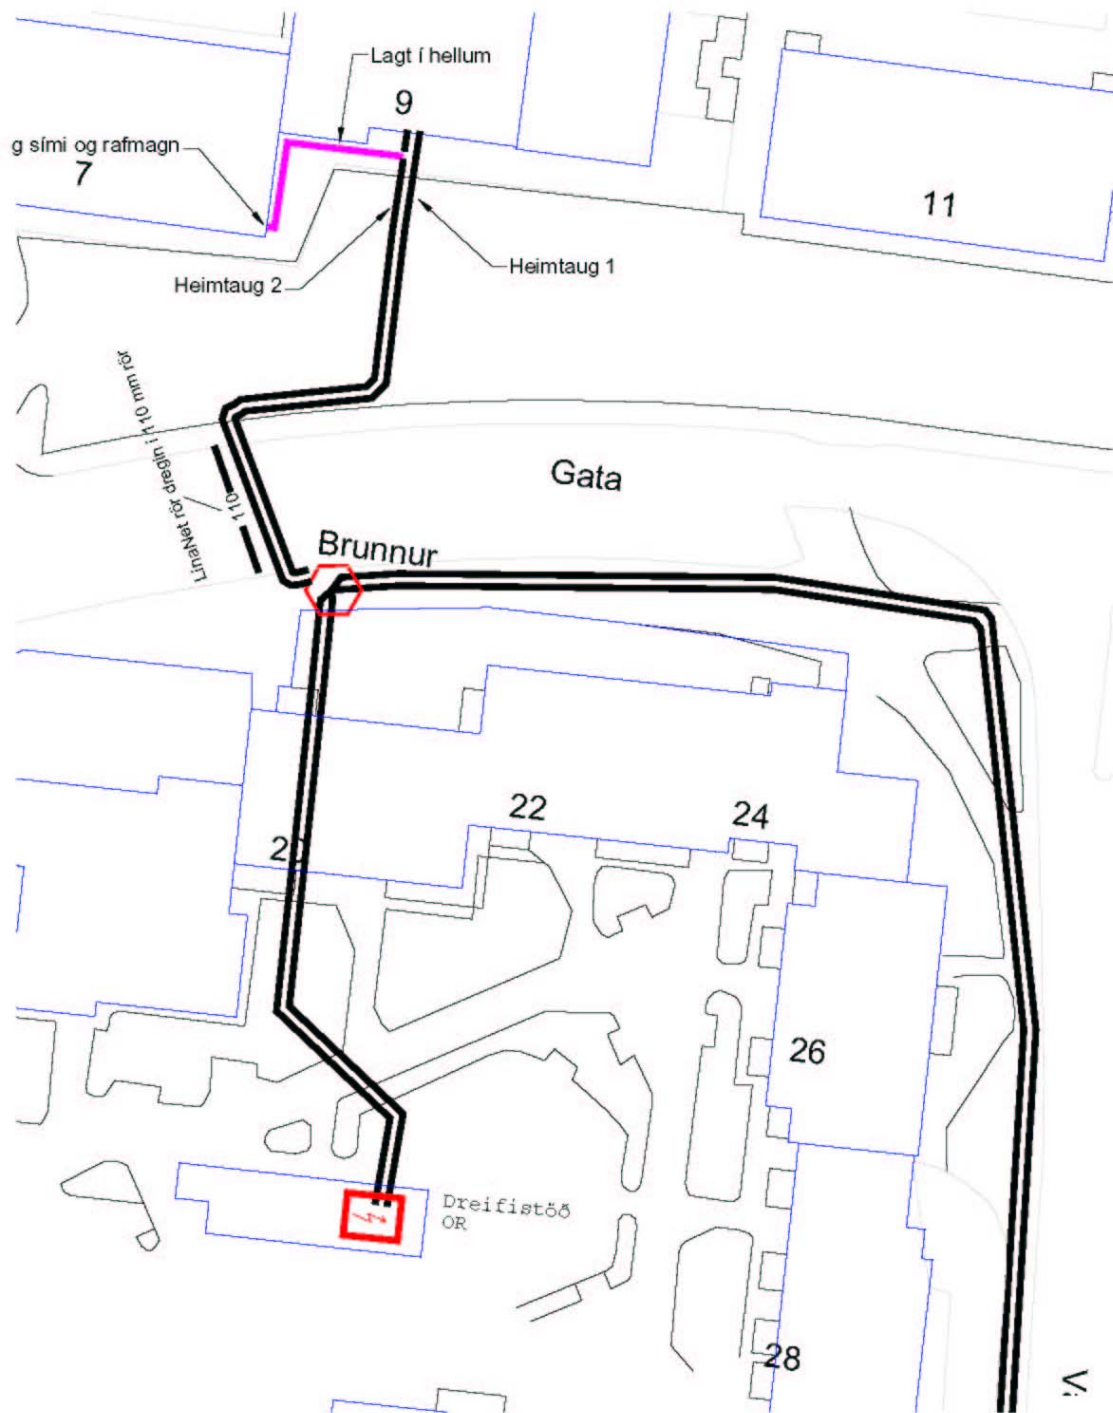 Lagt í hellum
9
g sími og rafmagn
7
11
Heimtaug 1
Heimtaug 2
LínaNet rör dregin í 110 mm rör
110
Gata
Brunnur
22
24
26
Dreifistöð
OR
28